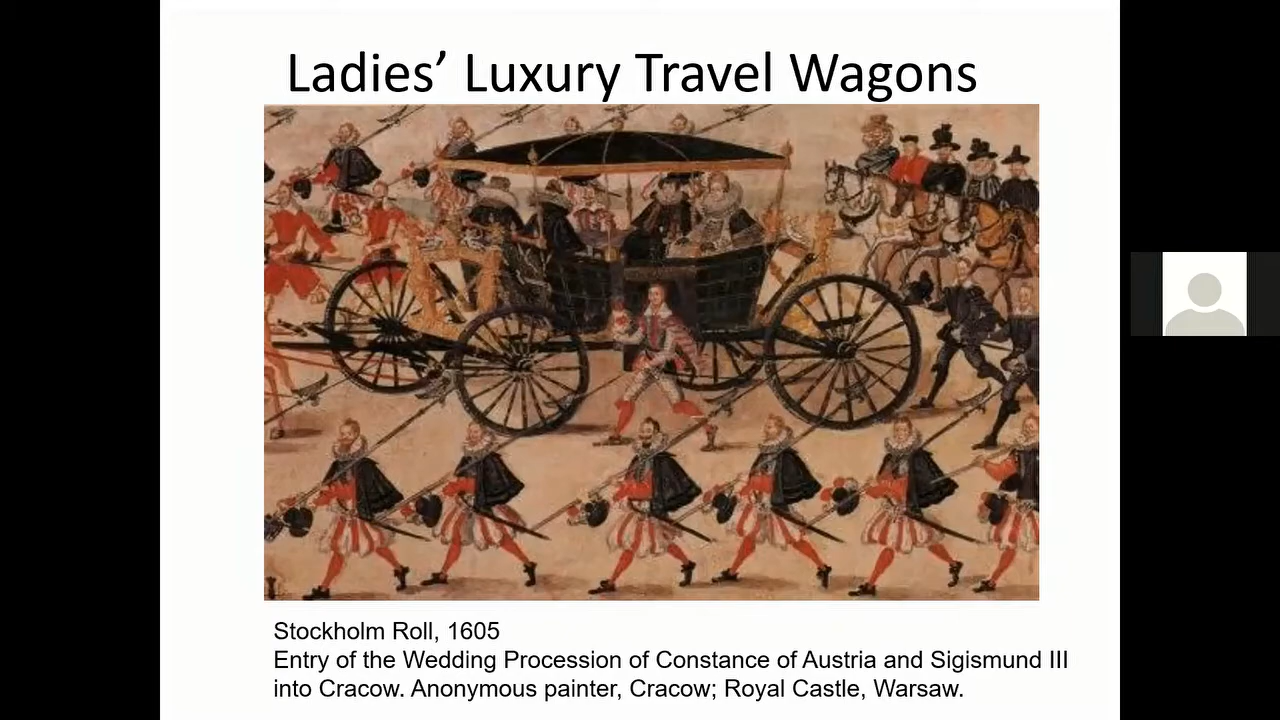 Ladies’ Luxury Travel Wagons
Stockholm Roll, 1605
Entry of the Wedding Procession of Constance of Austria and Sigismund III
into Cracow. Anonymous painter, Cracow; Royal Castle, Warsaw.